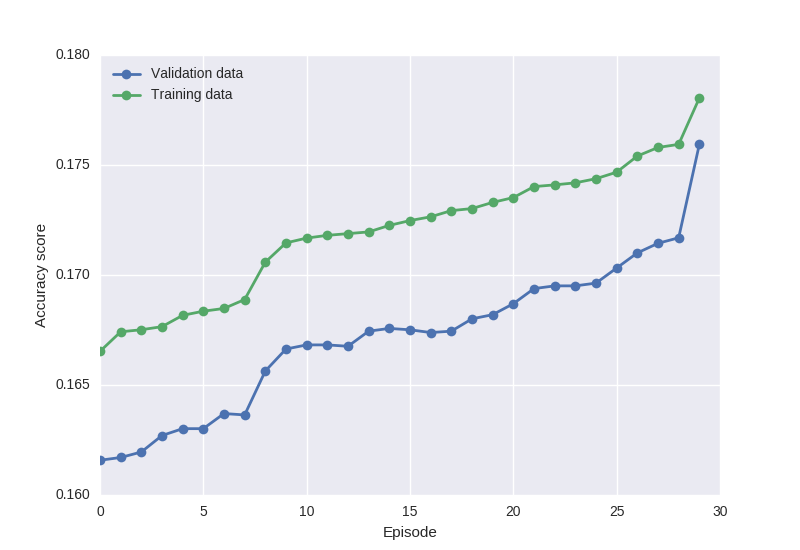 0.180
Validation data
Training data
0.175
0.170
0.165
0.160
Accuracy score
0 5 10 15 20 25 30
Episode